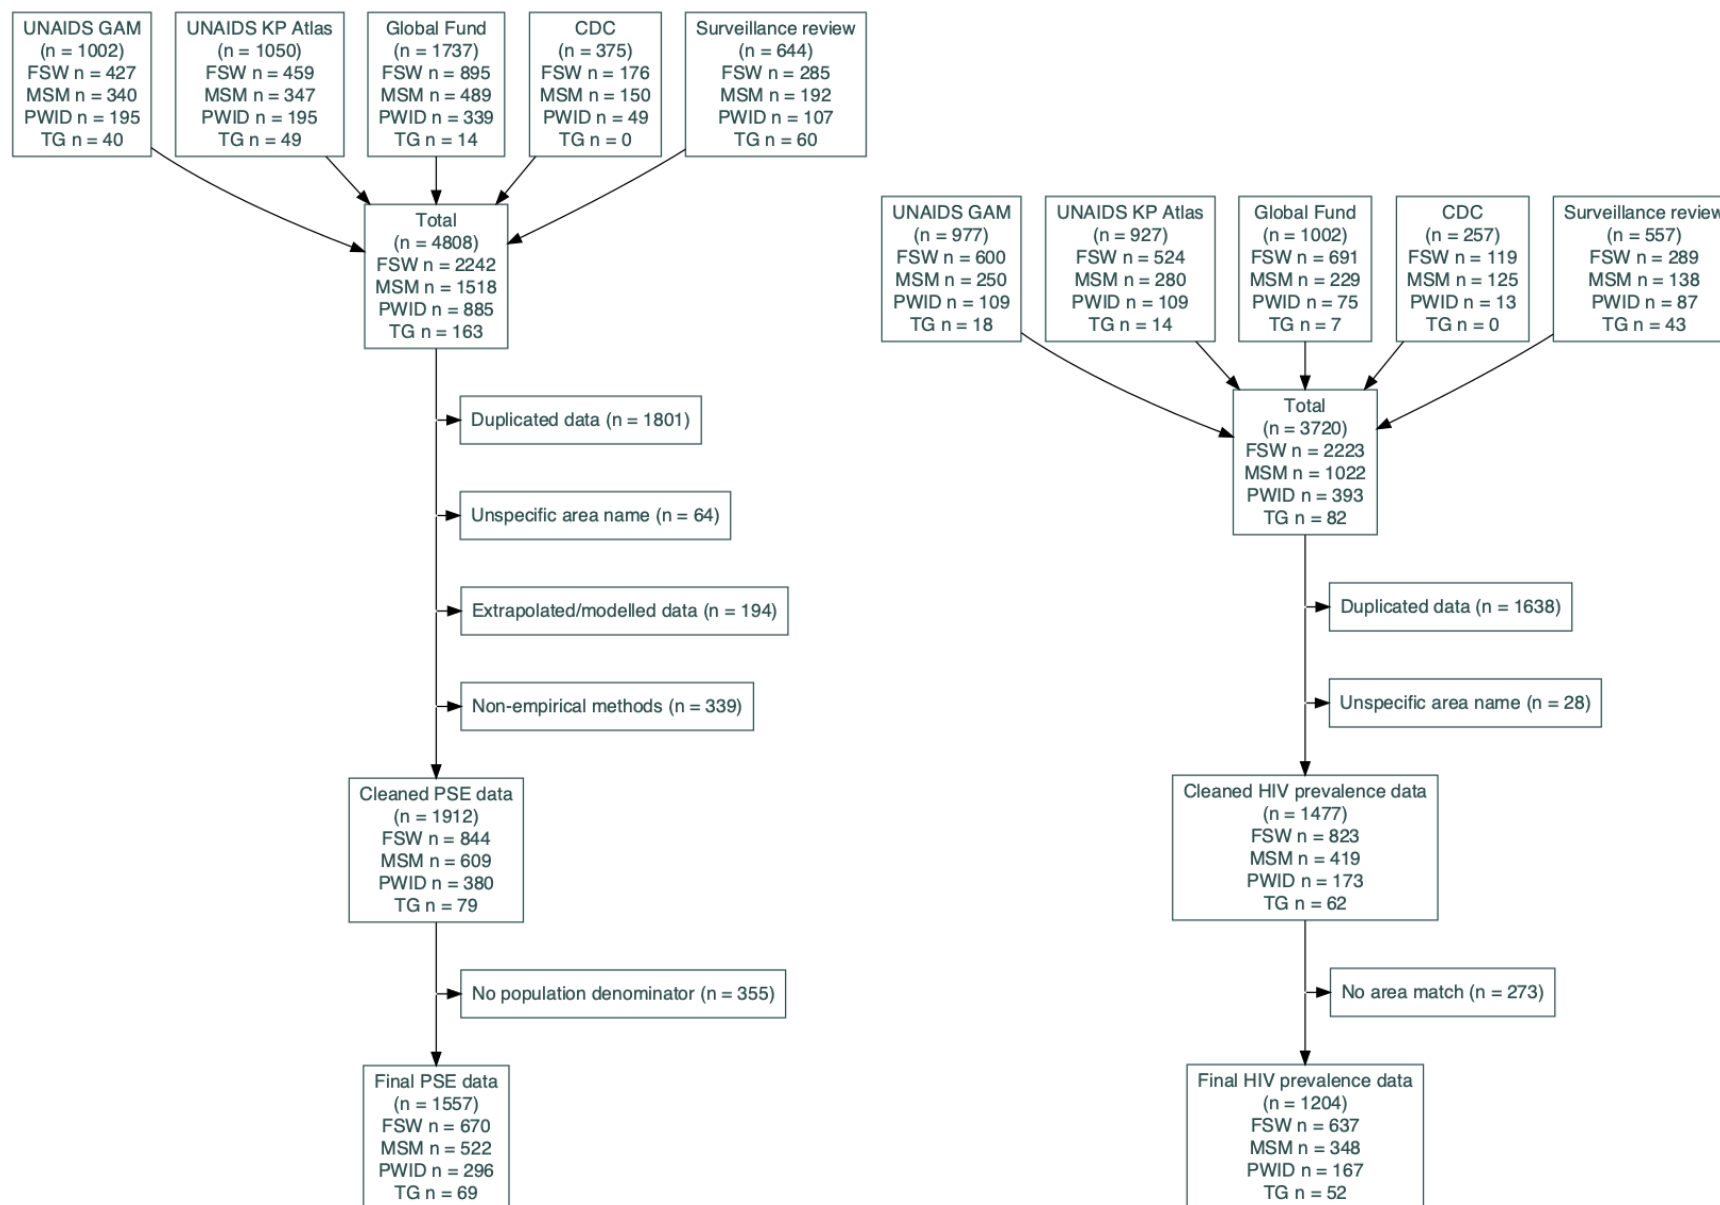 UNAIDS GAM
(n = 1002)
FSW n = 427
MSM n = 340
PWID n = 195
TG n = 40
UNAIDS KP Atlas
(n = 1050)
FSW n = 459
MSM n = 347
PWID n = 195
TG n = 49
Global Fund
(n = 1737)
FSW n = 895
MSM n = 489
PWID n = 339
TG n = 14
CDC
(n = 375)
FSW n = 176
MSM n = 150
PWID n = 49
TG n = 0
Surveillance review
(n = 644)
FSW n = 285
MSM n = 192
PWID n = 107
TG n = 60
Total
(n = 4808)
FSW n = 2242
MSM n = 1518
PWID n = 885
TG n = 163
Duplicated data (n = 1801)
Unspecific area name (n = 64)
Extrapolated/modelled data (n = 194)
Non-empirical methods (n = 339)
Cleaned PSE data
(n = 1912)
FSW n = 844
MSM n = 609
PWID n = 380
TG n = 79
No population denominator (n = 355)
Final PSE data
(n = 1557)
FSW n = 670
MSM n = 522
PWID n = 296
TG n = 69
UNAIDS GAM
(n = 977)
FSW n = 600
MSM n = 250
PWID n = 109
TG n = 18
UNAIDS KP Atlas
(n = 927)
FSW n = 524
MSM n = 280
PWID n = 109
TG n = 14
Global Fund
(n = 1002)
FSW n = 691
MSM n = 229
PWID n = 75
TG n = 7
CDC
(n = 257)
FSW n = 119
MSM n = 125
PWID n = 13
TG n = 0
Surveillance review
(n = 557)
FSW n = 289
MSM n = 138
PWID n = 87
TG n = 43
Total
(n = 3720)
FSW n = 2223
MSM n = 1022
PWID n = 393
TG n = 82
Duplicated data (n = 1638)
Unspecific area name (n = 28)
Cleaned HIV prevalence data
(n = 1477)
FSW n = 823
MSM n = 419
PWID n = 173
TG n = 62
No area match (n = 273)
Final HIV prevalence data
(n = 1204)
FSW n = 637
MSM n = 348
PWID n = 167
TG n = 52